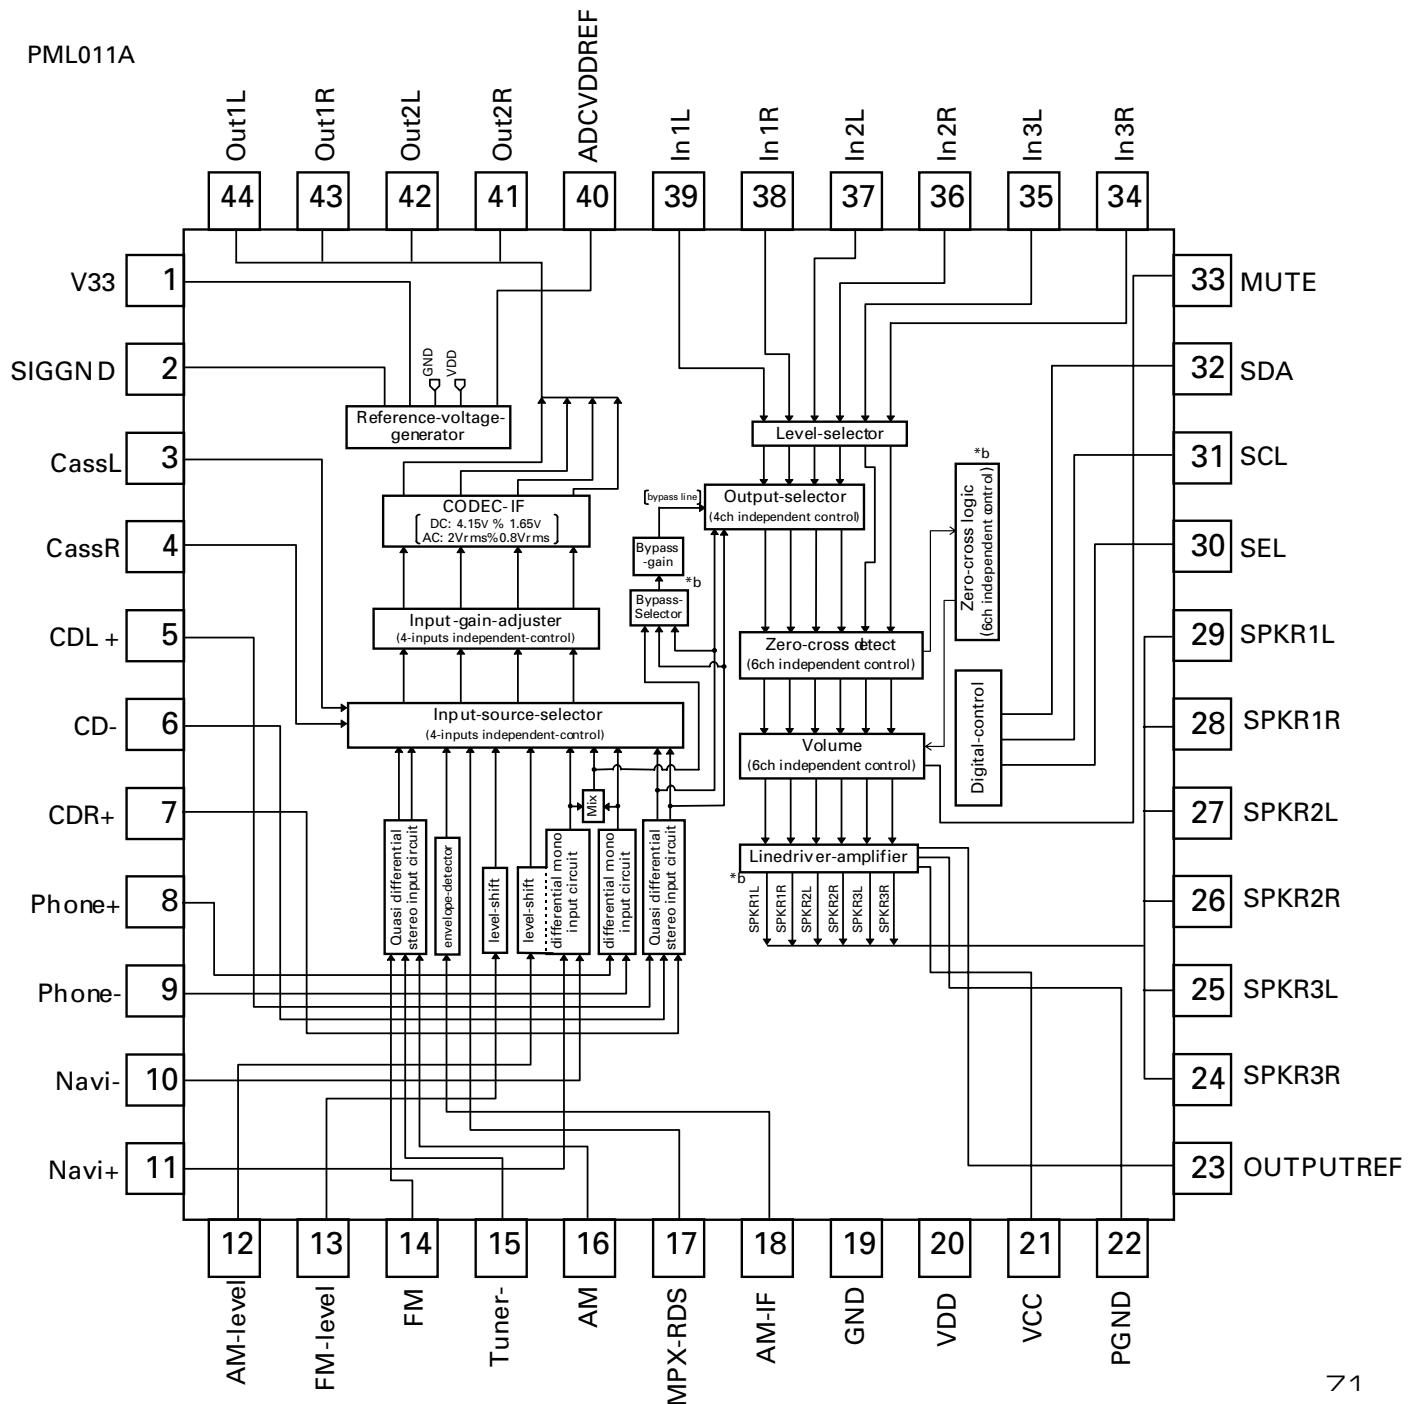 PML011A
Out1L
Out1R
Out2L
Out2R
ADCVDDREF
In1L
In1R
In2L
In2R
In3L
In3R
44
43
42
41
40
39
38
37
36
35
34
V33
1
SIGGND
2
CassL
3
CassR
4
CDL+
5
CD-
6
CDR+
7
Phone+
8
Phone-
9
Navi-
10
Navi+
11
33
MUTE
32
SDA
31
SCL
30
SEL
29
SPKR1L
28
SPKR1R
27
SPKR2L
26
SPKR2R
25
SPKR3L
24
SPKR3R
23
OUTPUTREF
GND
VDD
Reference-voltage-
generator
CODEC-IF
DC: 4.15V % 1.65V
AC: 2Vrms%0.8Vrms
Input-gain-adjuster
(4-inputs independent-control)
Input-source-selector
(4-inputs independent-control)
Level-selector
[bypass line]
Output-selector
(4ch independent control)
Bypass
-gain
*b
Bypass-
Selector
*b
Zero-cross logic
(6ch independent control)
Zero-cross detect
(6ch independent control)
Digital-control
Volume
(6ch independent control)
Mix
Quasi differential
stereo input circuit
envelope-detector
level-shift
level-shift
differential mono
input circuit
differential mono
input circuit
Quasi differential
stereo input circuit
Linedriver-amplifier
*b
SPKR1L
SPKR1R
SPKR2L
SPKR2R
SPKR3L
SPKR3R
12
13
14
15
16
17
18
19
20
21
22
AM-level
FM-level
FM
Tuner-
AM
MPX-RDS
AM-IF
GND
VDD
VCC
PGND
71